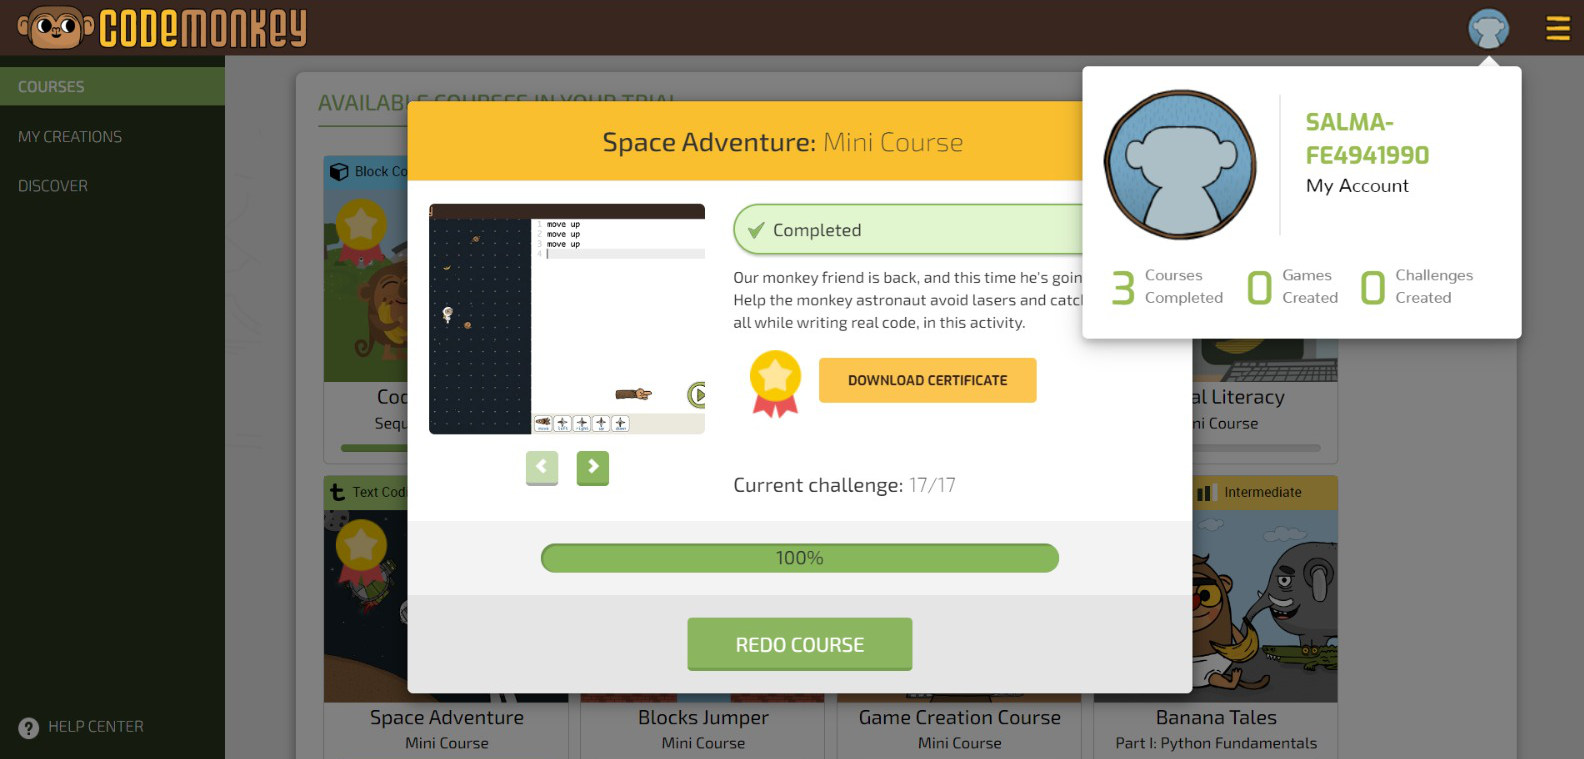 CODEMONKEY
COURSES
MY CREATIONS
DISCOVER
HELP CENTER
AVAILABLE COURSES IN YOUR TRIAL
Block Co
Space Adventure: Mini Course
1 move up
2 move up
3 move up
4
Completed
Our monkey friend is back, and this time he's goin
Help the monkey astronaut avoid lasers and catc
all while writing real code, in this activity.
DOWNLOAD CERTIFICATE
Current challenge: 17/17
100%
REDO COURSE
SALMA-
FE4941990
My Account
3 Courses Completed
0 Games Created
0 Challenges Created
Cod
Sequ
al Literacy
ni Course
Text Codi
Intermediate
Space Adventure
Mini Course
Blocks Jumper
Mini Course
Game Creation Course
Mini Course
Banana Tales
Part I: Python Fundamentals